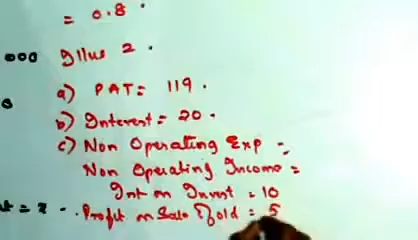 = 0.8
000 Illus 2.
a) PAT = 119.
b) Interest = 20.
c) Non Operating Exp =
Non Operating Income =
Int on Invest = 10
Profit on Sale old = 5